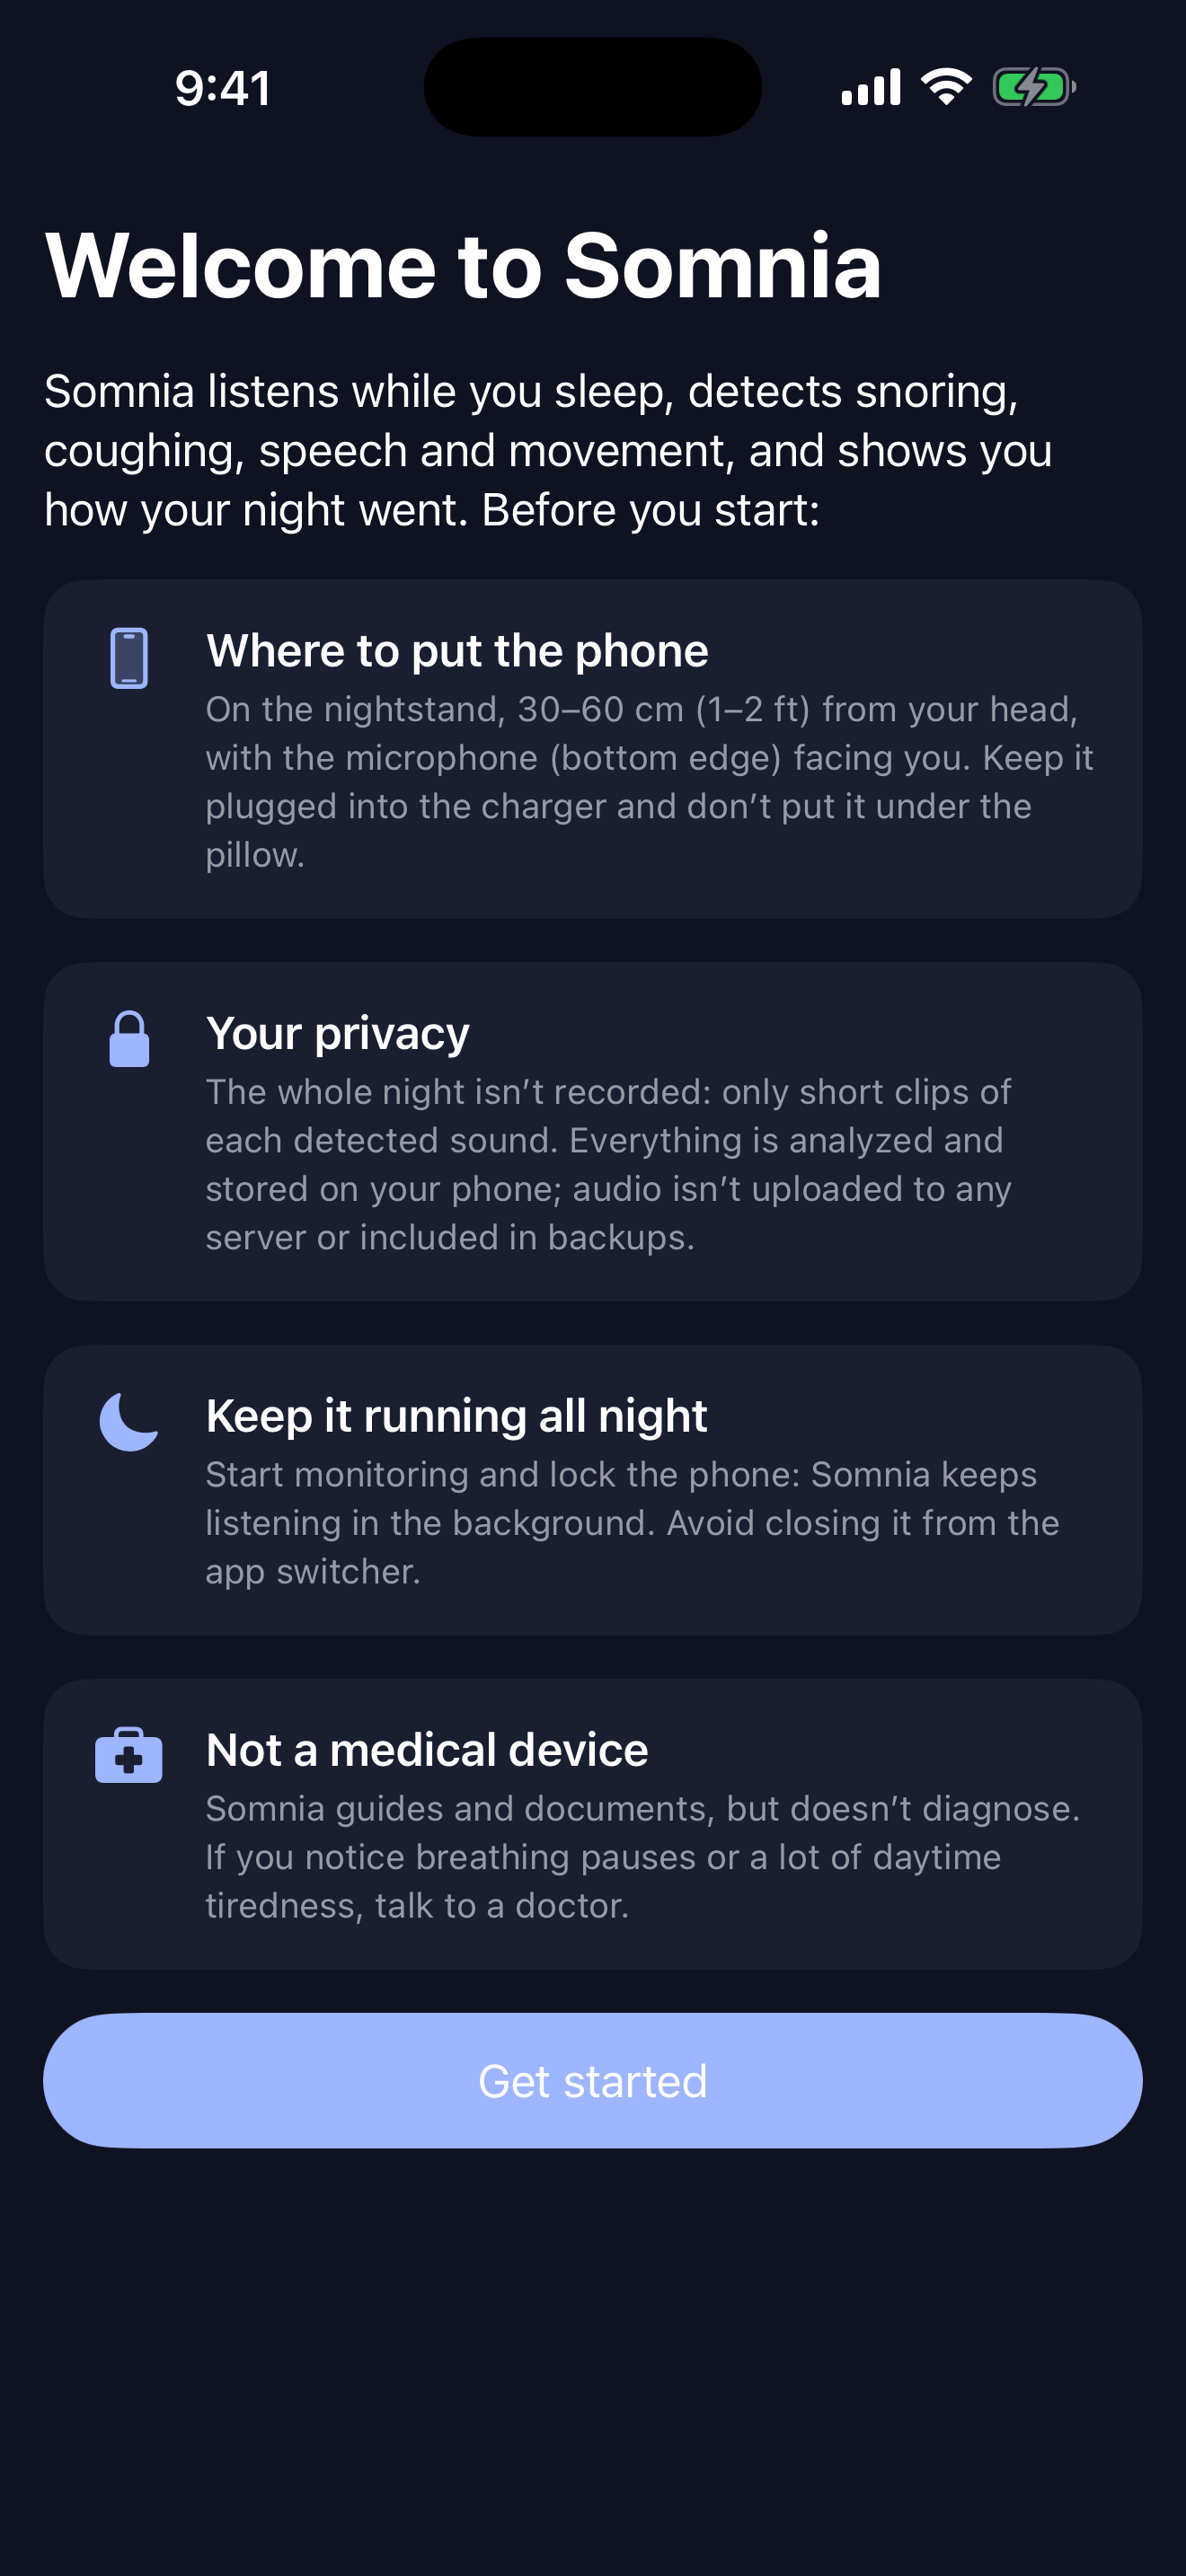 9:41
Welcome to Somnia
Somnia listens while you sleep, detects snoring,
coughing, speech and movement, and shows you
how your night went. Before you start:
Where to put the phone
On the nightstand, 30–60 cm (1–2 ft) from your head,
with the microphone (bottom edge) facing you. Keep it
plugged into the charger and don’t put it under the
pillow.
Your privacy
The whole night isn’t recorded: only short clips of
each detected sound. Everything is analyzed and
stored on your phone; audio isn’t uploaded to any
server or included in backups.
Keep it running all night
Start monitoring and lock the phone: Somnia keeps
listening in the background. Avoid closing it from the
app switcher.
Not a medical device
Somnia guides and documents, but doesn’t diagnose.
If you notice breathing pauses or a lot of daytime
tiredness, talk to a doctor.
Get started